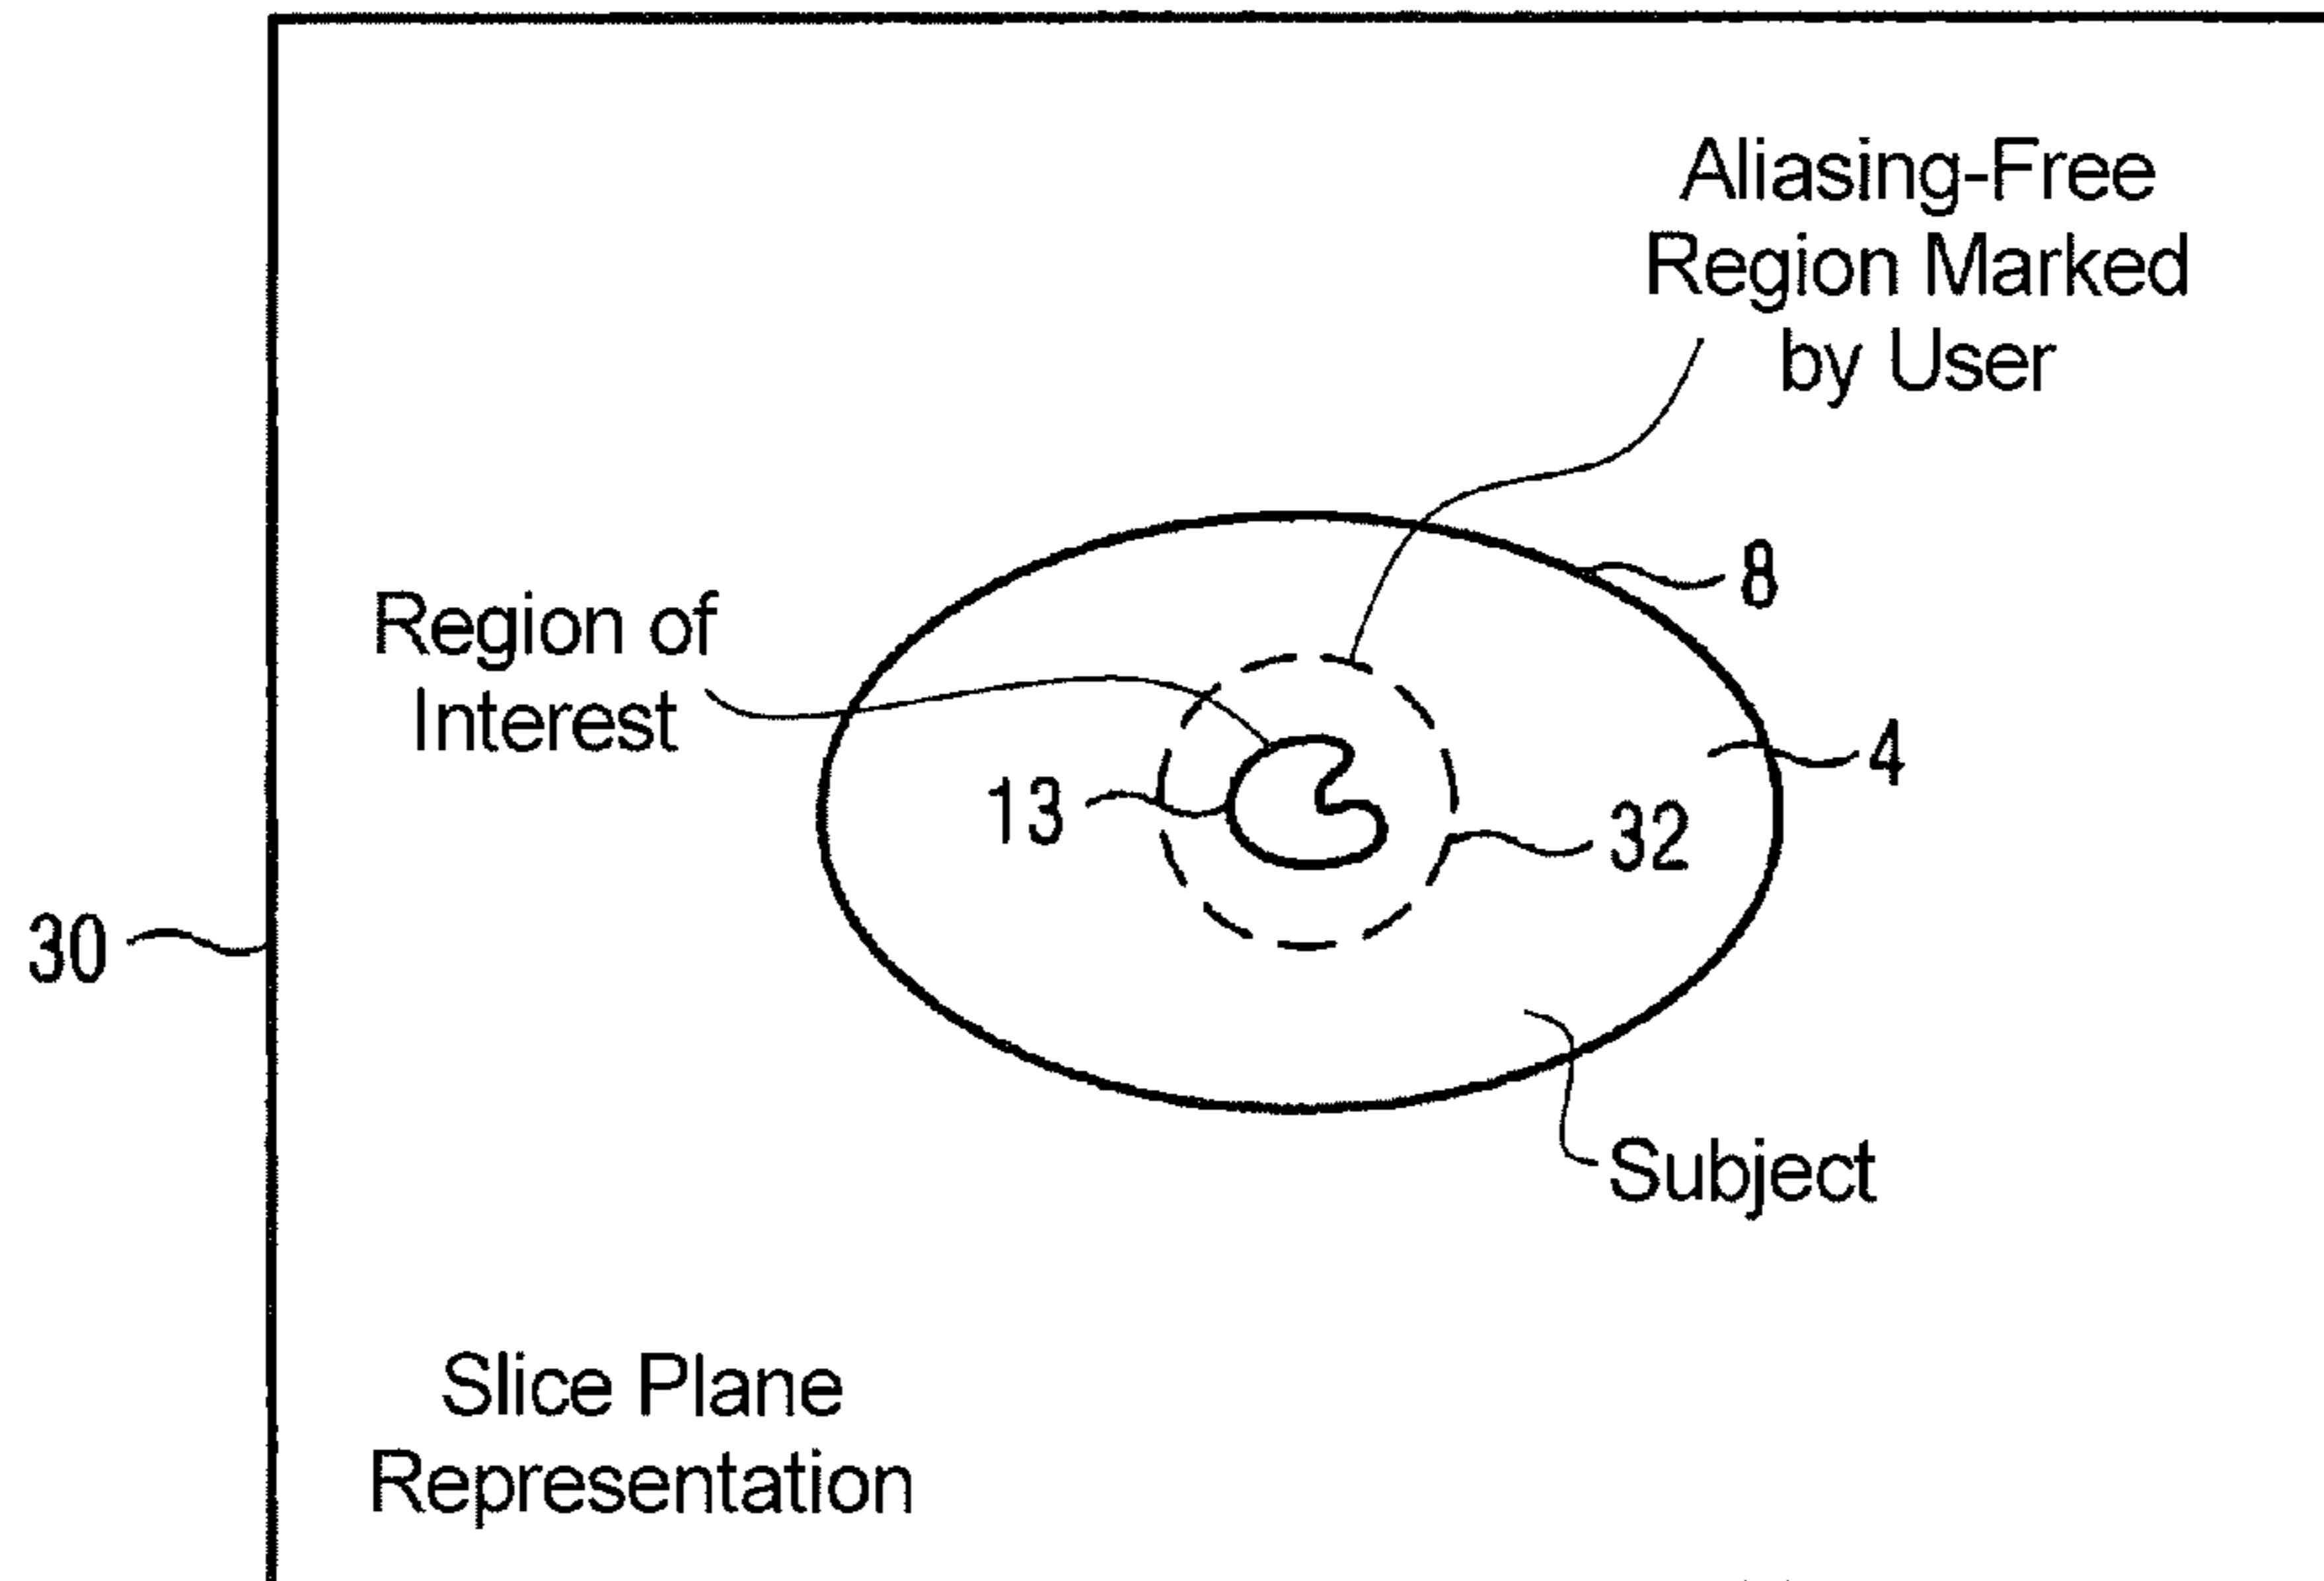 Aliasing-Free
Region Marked
by User
8
Region of
Interest
4
13
32
30
Subject
Slice Plane
Representation